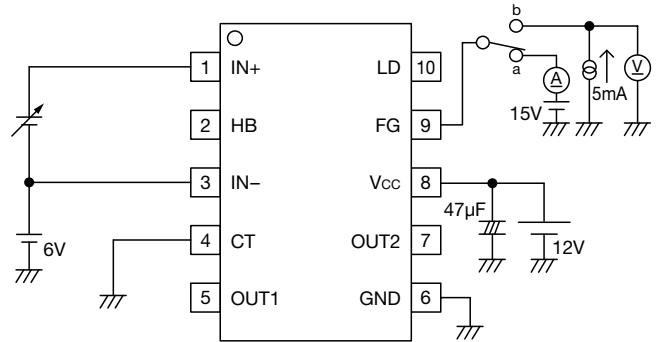 b
1 IN+
LD 10
a
A
V
5mA
15V
2 HB
FG 9
3 IN−
VCC 8
47µF
6V
4 CT
OUT2 7
12V
5 OUT1
GND 6